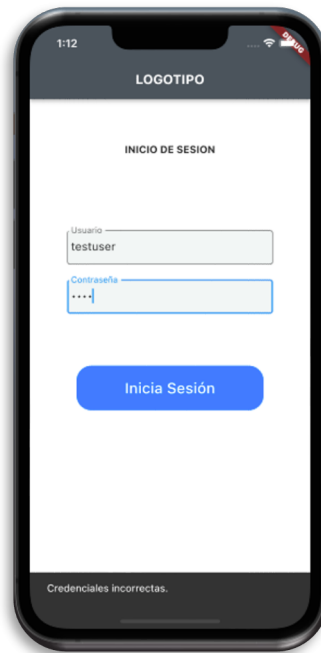 1:12
DEBUG
LOGOTIPO
INICIO DE SESION
Usuario
testuser
Contraseña
••••
Inicia Sesión
Credenciales incorrectas.